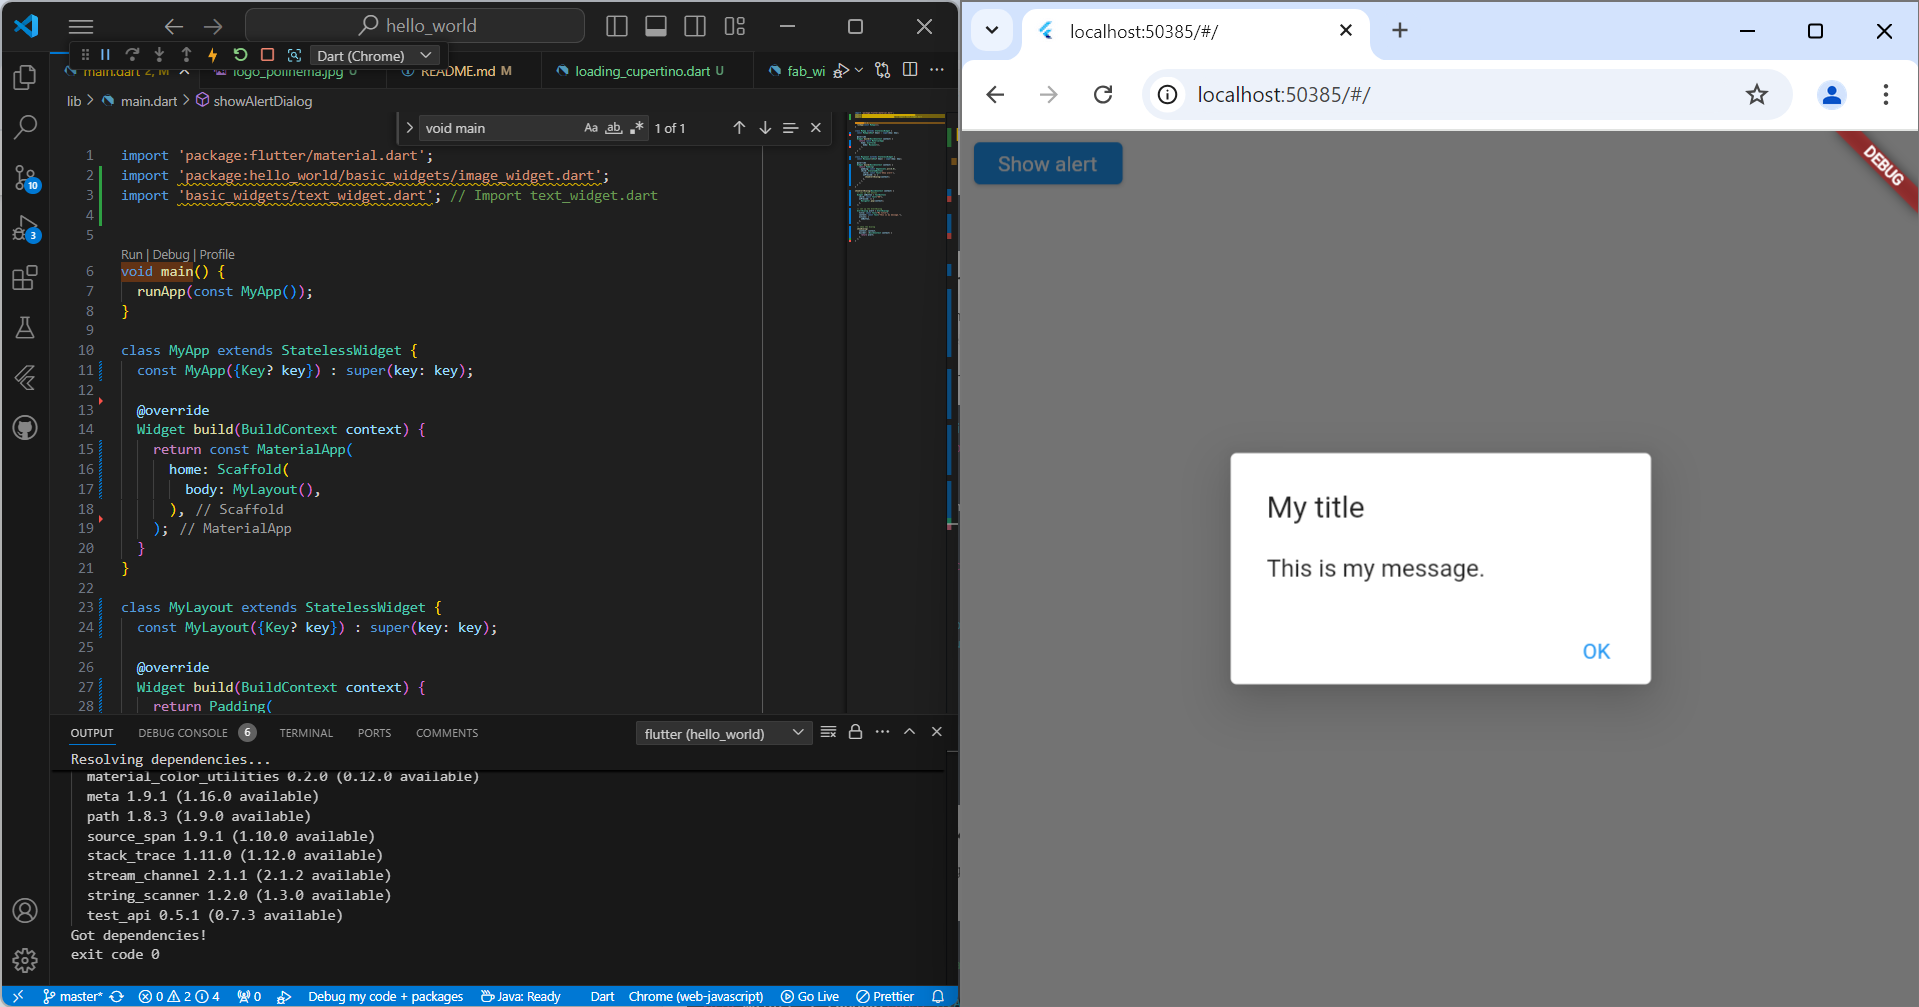 hello_world
Dart (Chrome)
main.dart 2, M
logo_polinema.jpg U
README.md M
loading_cupertino.dart U
fab_wi
lib > main.dart > showAlertDialog
void main
Aa ab 1 of 1
1 import 'package:flutter/material.dart';
2 import 'package:hello_world/basic_widgets/image_widget.dart';
3 import 'basic_widgets/text_widget.dart'; // Import text_widget.dart
4
5
Run | Debug | Profile
6 void main() {
7 runApp(const MyApp());
8 }
9
10 class MyApp extends StatelessWidget {
11 const MyApp({Key? key}) : super(key: key);
12
13 @override
14 Widget build(BuildContext context) {
15 return const MaterialApp(
16 home: Scaffold(
17 body: MyLayout(),
18 ), // Scaffold
19 ); // MaterialApp
20 }
21 }
22
23 class MyLayout extends StatelessWidget {
24 const MyLayout({Key? key}) : super(key: key);
25
26 @override
27 Widget build(BuildContext context) {
28 return Padding(
10
3
OUTPUT DEBUG CONSOLE 6 TERMINAL PORTS COMMENTS
flutter (hello_world)
Resolving dependencies...
material_color_utilities 0.2.0 (0.12.0 available)
meta 1.9.1 (1.16.0 available)
path 1.8.3 (1.9.0 available)
source_span 1.9.1 (1.10.0 available)
stack_trace 1.11.0 (1.12.0 available)
stream_channel 2.1.1 (2.1.2 available)
string_scanner 1.2.0 (1.3.0 available)
test_api 0.5.1 (0.7.3 available)
Got dependencies!
exit code 0
master* 0 2 4 0 Debug my code + packages Java: Ready Dart Chrome (web-javascript) Go Live Prettier
localhost:50385/#/
localhost:50385/#/
Show alert
DEBUG
My title
This is my message.
OK